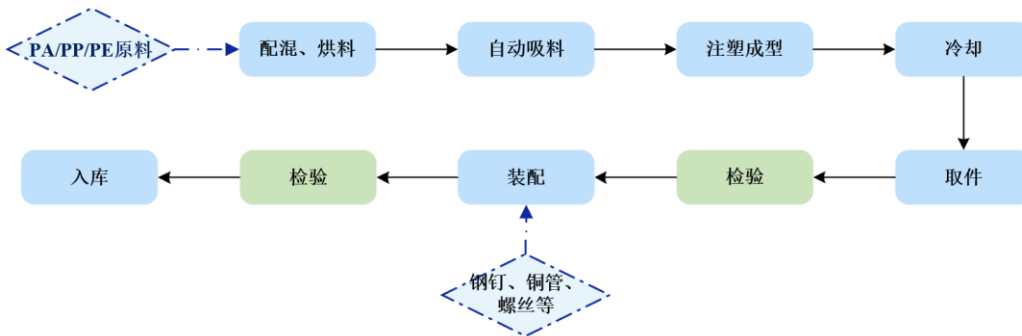 PA/PP/PE原料
配混、烘料
自动吸料
注塑成型
冷却
取件
检验
装配
钢钉、铜管、
螺丝等
检验
入库